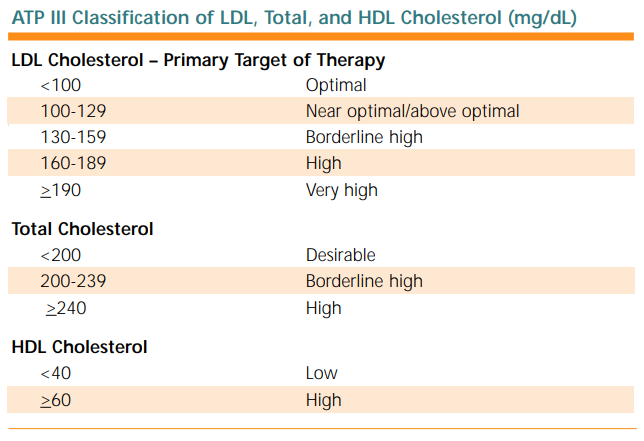 ATP III Classification of LDL, Total, and HDL Cholesterol (mg/dL)
LDL Cholesterol – Primary Target of Therapy
<100 Optimal
100-129 Near optimal/above optimal
130-159 Borderline high
160-189 High
≥190 Very high
Total Cholesterol
<200 Desirable
200-239 Borderline high
≥240 High
HDL Cholesterol
<40 Low
≥60 High